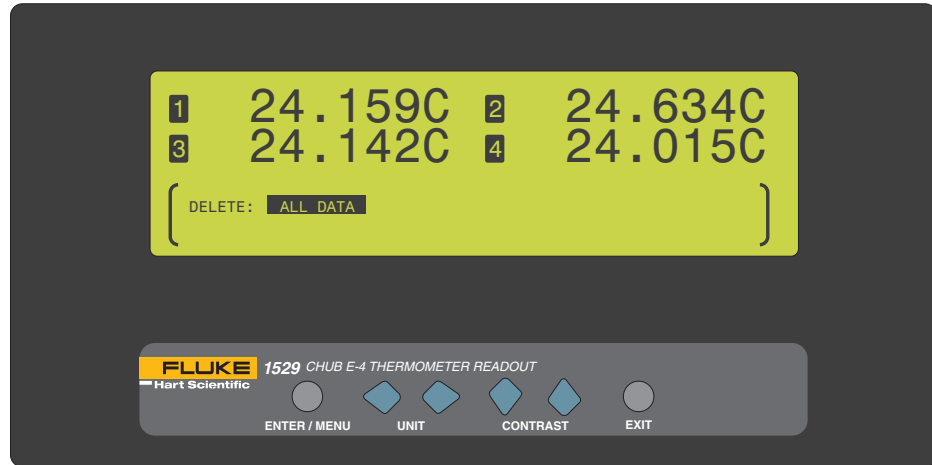 1 24.159C 2 24.634C
3 24.142C 4 24.015C
DELETE: ALL DATA
FLUKE 1529 CHUB E-4 THERMOMETER READOUT
Hart Scientific
ENTER / MENU UNIT CONTRAST EXIT